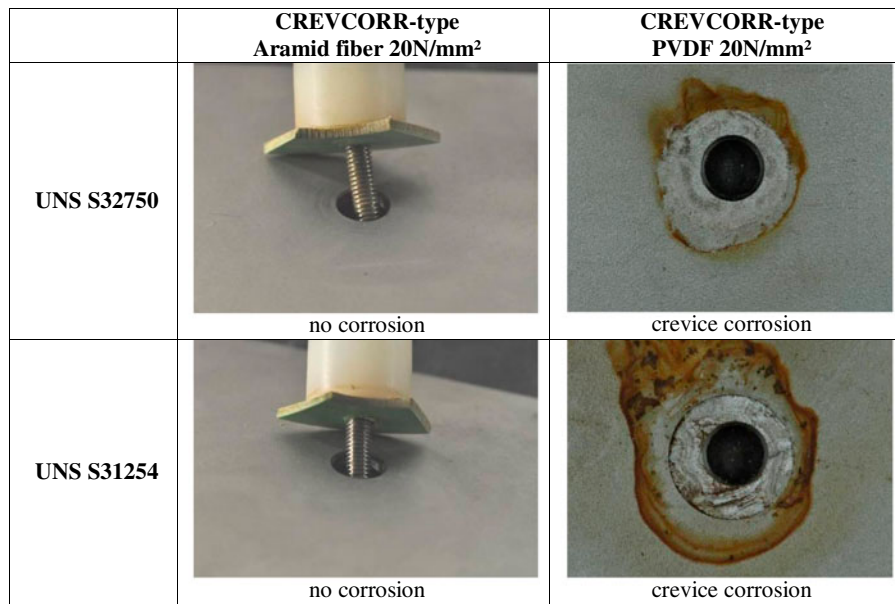 CREVCORR-type
Aramid fiber 20N/mm²
CREVCORR-type
PVDF 20N/mm²
UNS S32750
no corrosion
crevice corrosion
UNS S31254
no corrosion
crevice corrosion